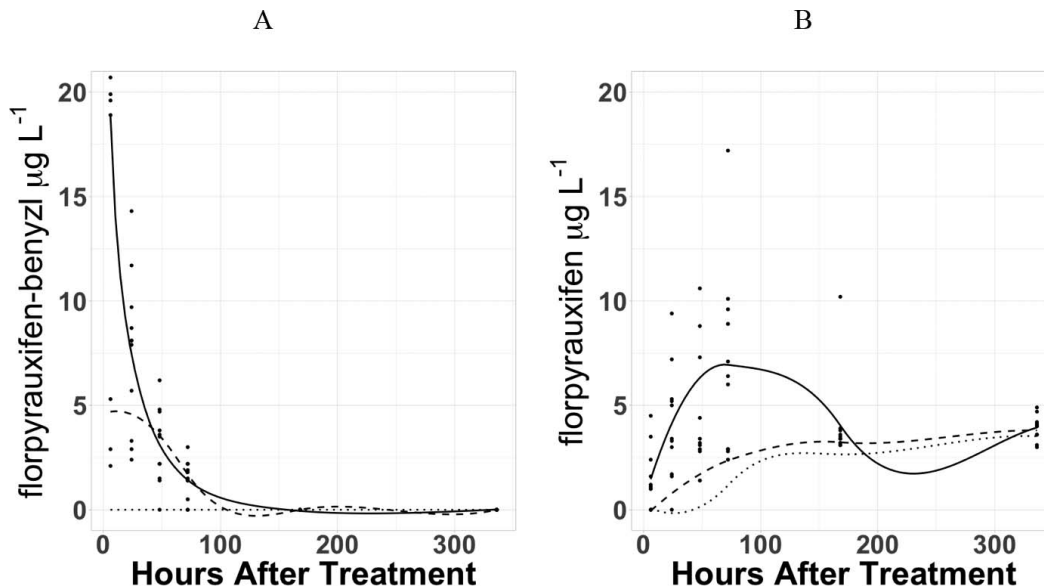 A
B
florpyrauxifen-benyzl µg L⁻¹
20
15
10
5
0
0 100 200 300
Hours After Treatment
florpyrauxifen µg L⁻¹
20
15
10
5
0
0 100 200 300
Hours After Treatment